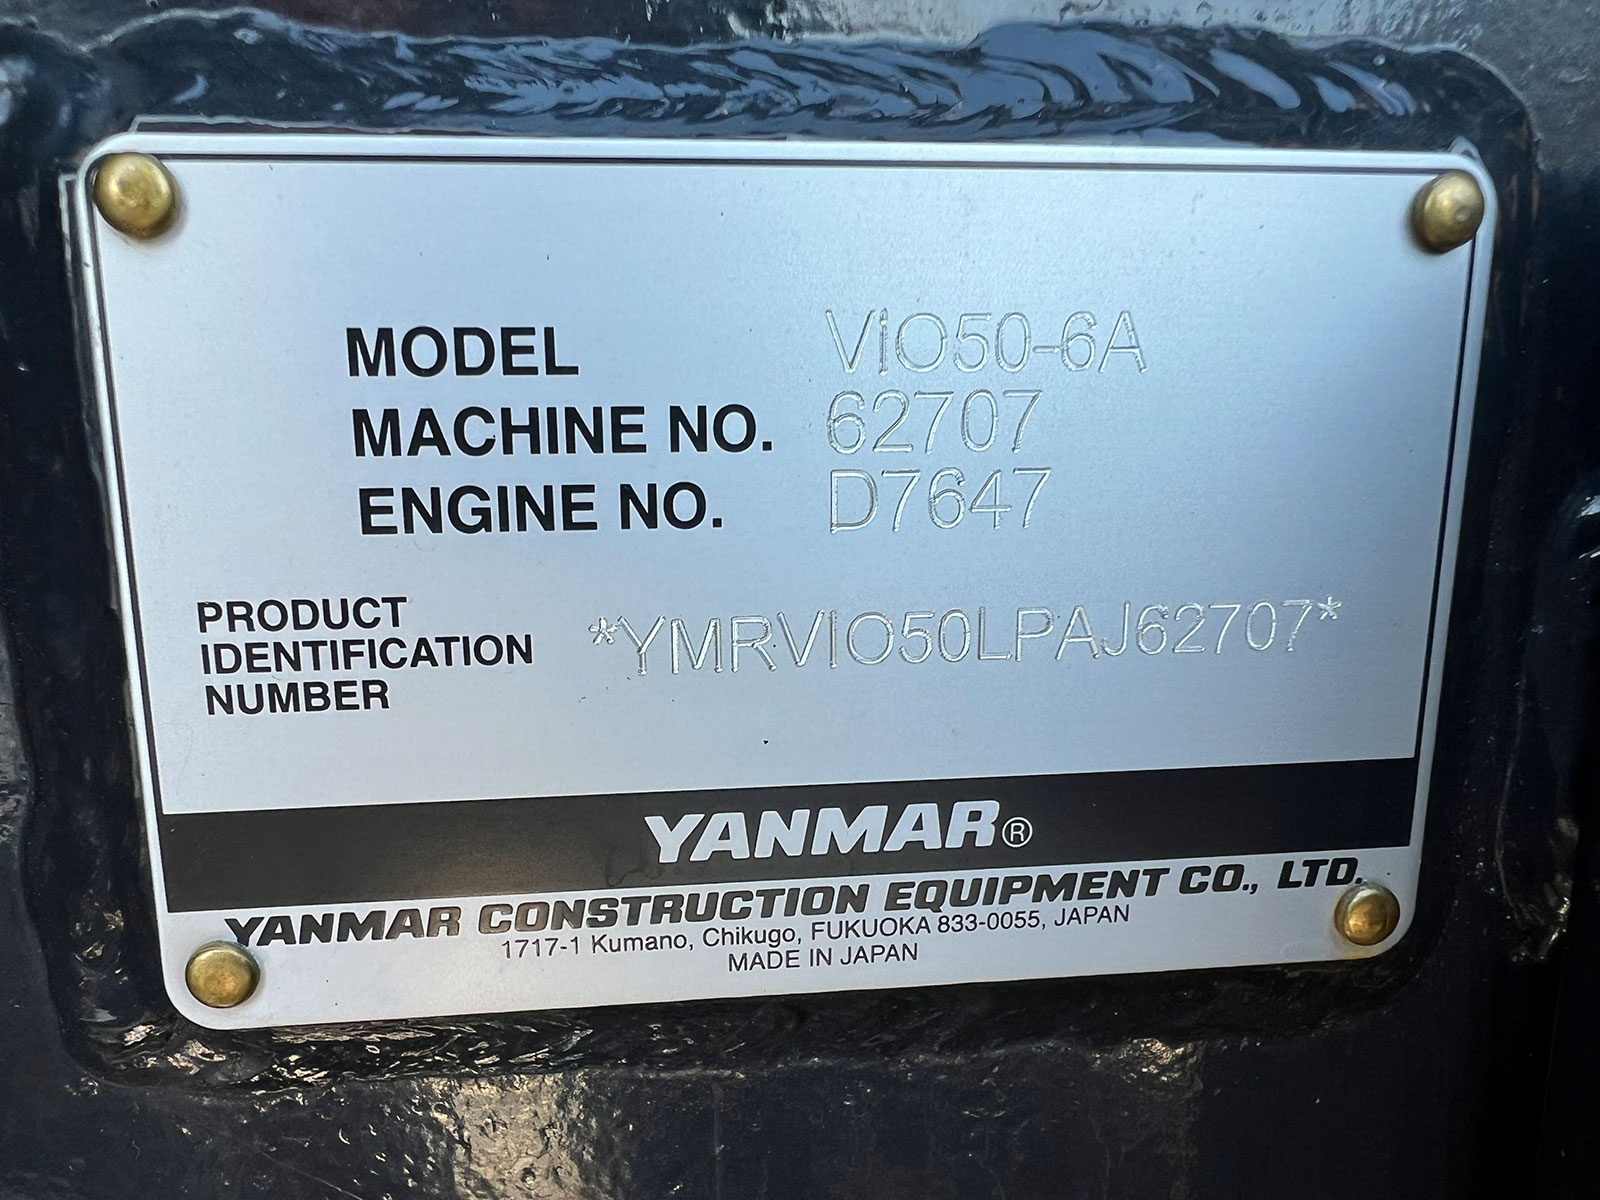 MODEL ViO50-6A
MACHINE NO. 62707
ENGINE NO. D7647
PRODUCT
IDENTIFICATION *YMRVIO50LPAJ62707*
NUMBER
YANMAR®
YANMAR CONSTRUCTION EQUIPMENT CO., LTD.
1717-1 Kumano, Chikugo, FUKUOKA 833-0055, JAPAN
MADE IN JAPAN